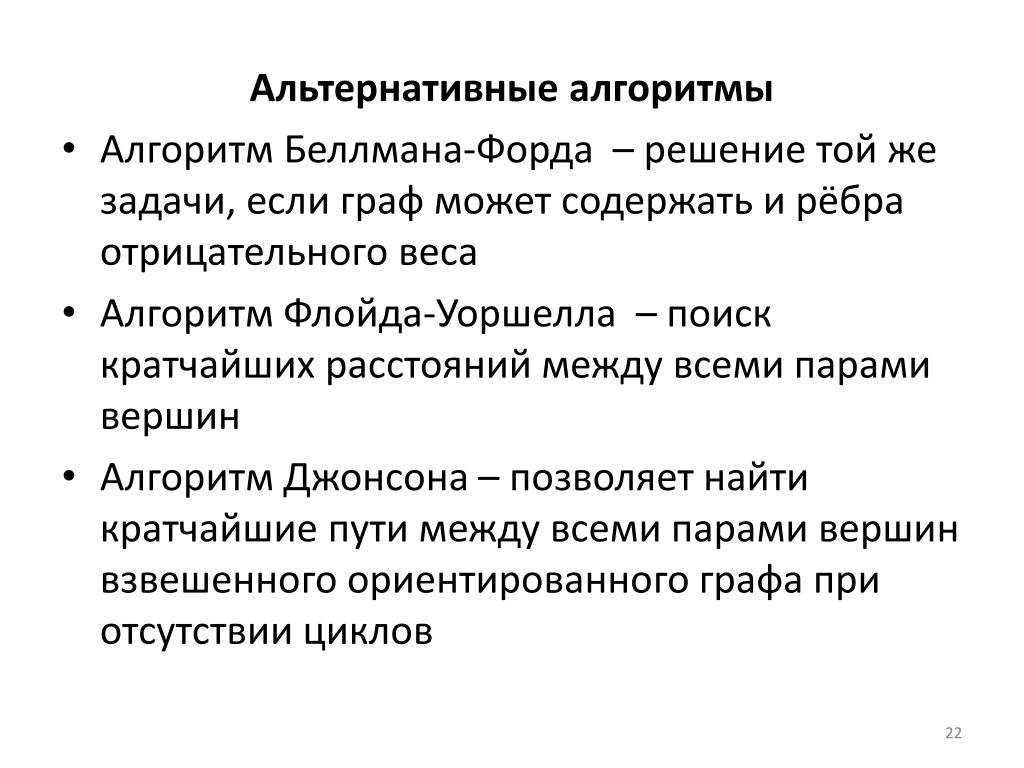 Альтернативные алгоритмы
• Алгоритм Беллмана-Форда – решение той же
задачи, если граф может содержать и рёбра
отрицательного веса
• Алгоритм Флойда-Уоршелла – поиск
кратчайших расстояний между всеми парами
вершин
• Алгоритм Джонсона – позволяет найти
кратчайшие пути между всеми парами вершин
взвешенного ориентированного графа при
отсутствии циклов
22